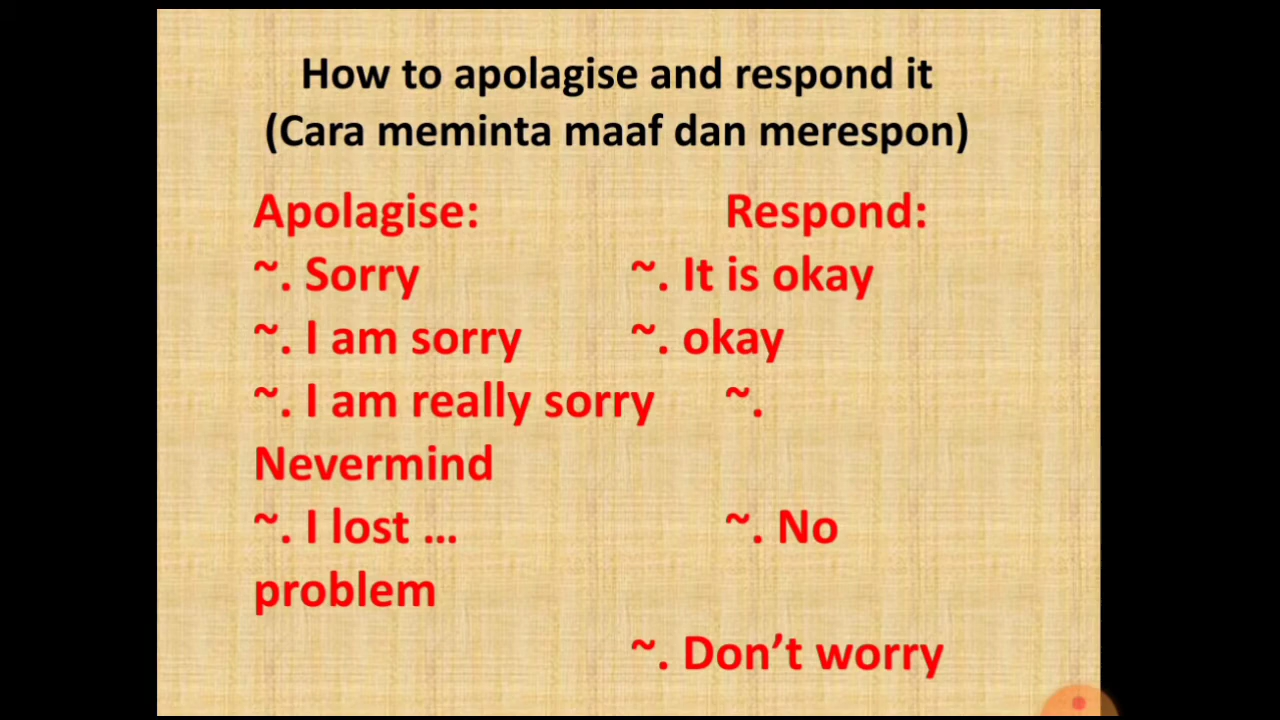 How to apolagise and respond it
(Cara meminta maaf dan merespon)
Apolagise: Respond:
~. Sorry ~. It is okay
~. I am sorry ~. okay
~. I am really sorry ~.
Nevermind
~. I lost ... ~. No
problem
~. Don’t worry